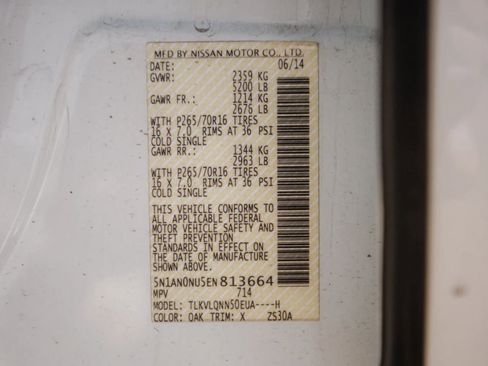 MFD BY NISSAN MOTOR CO., LTD.
DATE: 06/14
GVWR: 2359 KG
5200 LB
GAWR FR.: 1214 KG
2676 LB
WITH P265/70R16 TIRES
16 X 7.0 RIMS AT 36 PSI
COLD SINGLE
GAWR RR.: 1344 KG
2963 LB
WITH P265/70R16 TIRES
16 X 7.0 RIMS AT 36 PSI
COLD SINGLE
THIS VEHICLE CONFORMS TO
ALL APPLICABLE FEDERAL
MOTOR VEHICLE SAFETY AND
THEFT PREVENTION
STANDARDS IN EFFECT ON
THE DATE OF MANUFACTURE
SHOWN ABOVE.
5N1AN0NU5EN813664
MPV 714
MODEL: TLKVLQNN50EUA----H
COLOR: QAK TRIM: X ZS30A